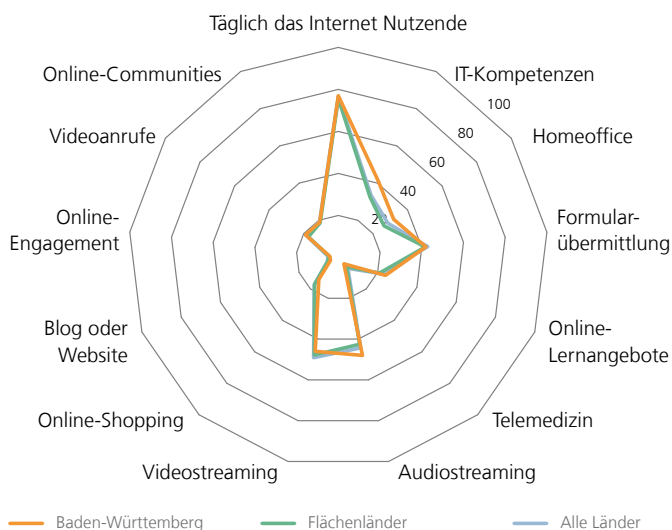 Täglich das Internet Nutzende
Online-Communities
IT-Kompetenzen
100
Videoanrufe
80
Homeoffice
60
40
20
Online-
Engagement
Formular-
übermittlung
Blog oder
Website
Online-
Lernangebote
Online-Shopping
Telemedizin
Videostreaming
Audiostreaming
Baden-Württemberg
Flächenländer
Alle Länder